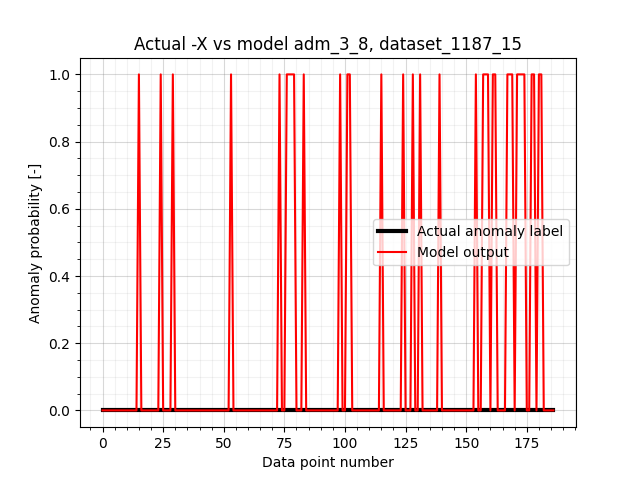 Actual -X vs model adm_3_8, dataset_1187_15
Anomaly probability [-]
1.0
0.8
0.6
0.4
0.2
0.0
Actual anomaly label
Model output
0 25 50 75 100 125 150 175
Data point number